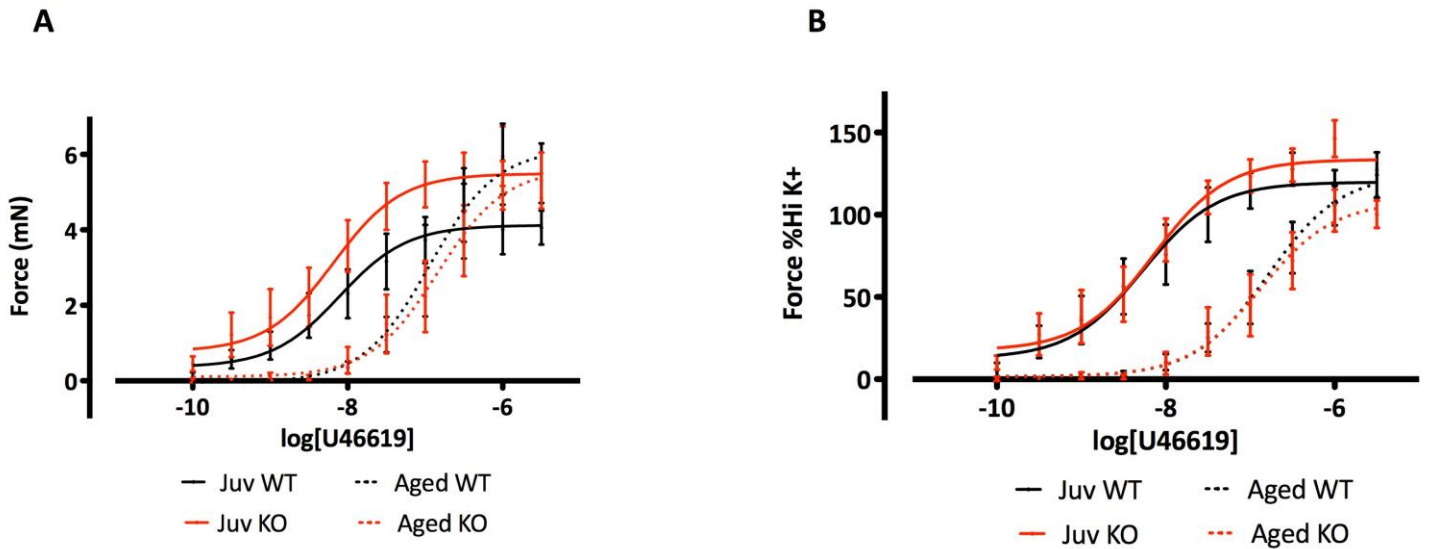 A
Force (mN)
6
4
2
0
-10 -8 -6
log[U46619]
Juv WT Aged WT
Juv KO Aged KO
B
Force %Hi K+
150
100
50
0
-10 -8 -6
log[U46619]
Juv WT Aged WT
Juv KO Aged KO